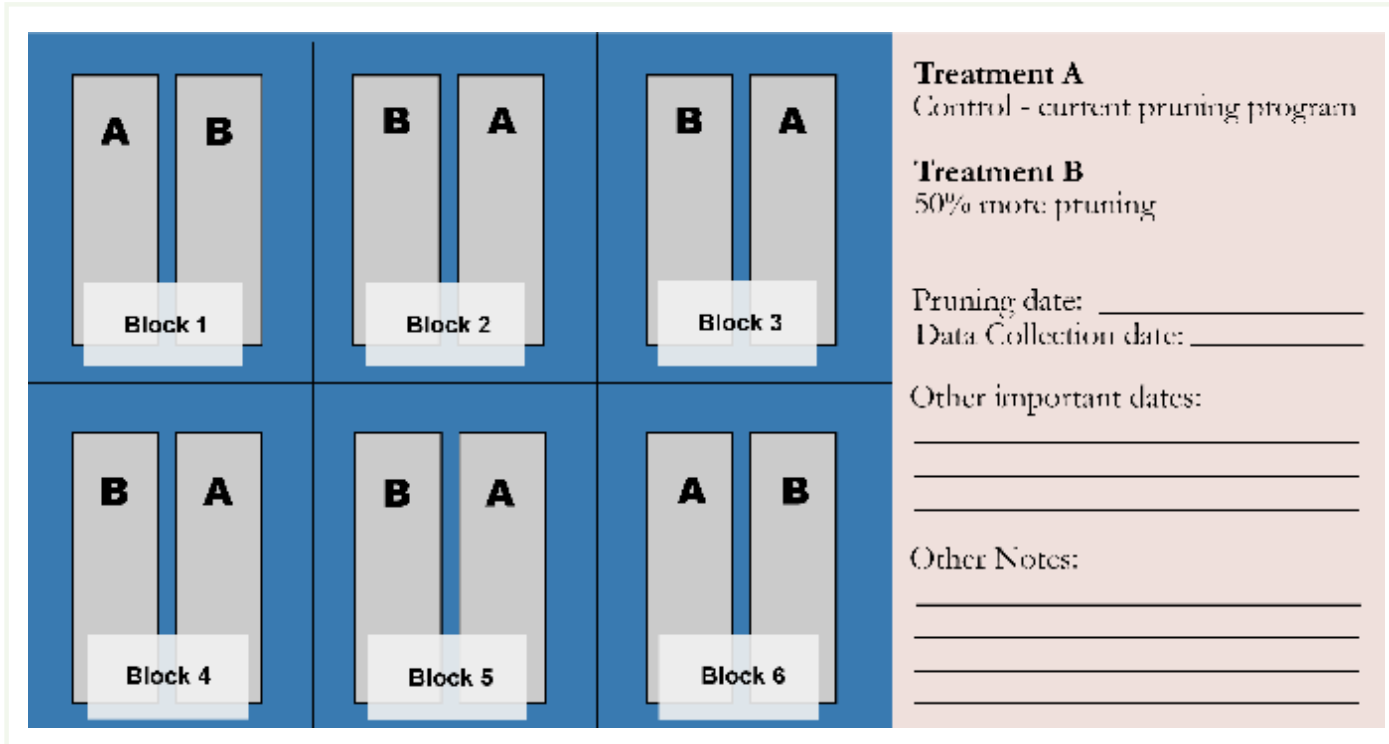 A B
Block 1
B A
Block 2
B A
Block 3
B A
Block 4
B A
Block 5
A B
Block 6
Treatment A
Control - current pruning program
Treatment B
50% more pruning
Pruning date:
Data Collection date:
Other important dates:
Other Notes: